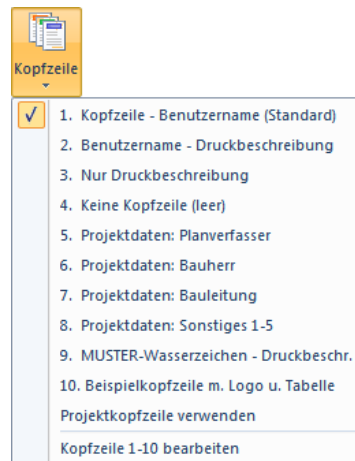 Kopfzeile
1. Kopfzeile - Benutzername (Standard)
2. Benutzername - Druckbeschreibung
3. Nur Druckbeschreibung
4. Keine Kopfzeile (leer)
5. Projektdaten: Planverfasser
6. Projektdaten: Bauherr
7. Projektdaten: Bauleitung
8. Projektdaten: Sonstiges 1-5
9. MUSTER-Wasserzeichen - Druckbeschr.
10. Beispielkopfzeile m. Logo u. Tabelle
Projektkopfzeile verwenden
Kopfzeile 1-10 bearbeiten